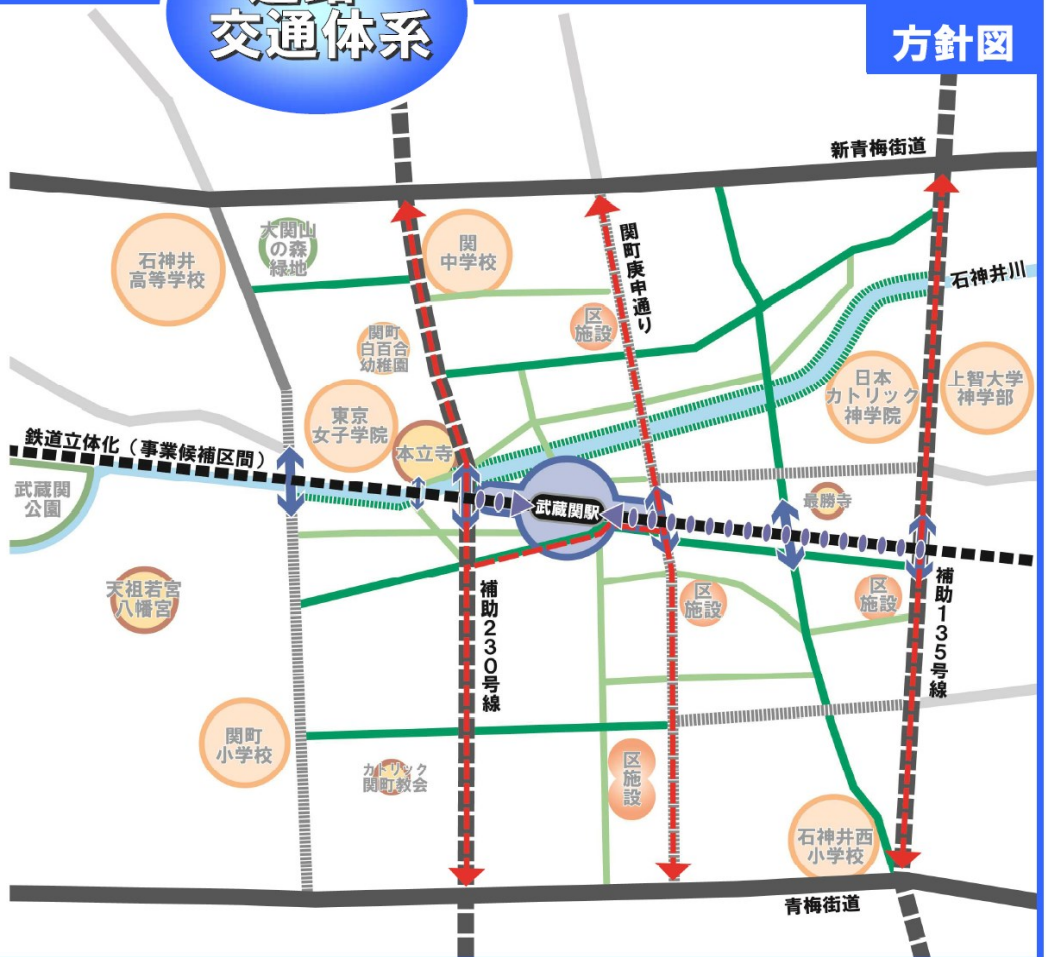 交通体系
方針図
新青梅街道
大関山
の森
緑地
関
中学校
石神井
高等学校
関町庚申通り
石神井川
区
施設
関町
白百合
幼稚園
日本
カトリック
神学院
上智大学
神学部
東京
女子学院
本立寺
鉄道立体化（事業候補区間）
武蔵関
公園
武蔵関駅
最勝寺
天祖若宮
八幡宮
補助230号線
区
施設
区
施設
補助135号線
関町
小学校
カトリック
関町教会
区
施
設
石神井西
小学校
青梅街道